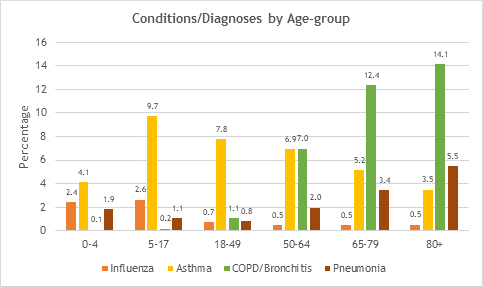 Conditions/Diagnoses by Age-group
16
14
12
10
8
6
4
2
0
Percentage
2.4 4.1 0.1 1.9
2.6 9.7 0.2 1.1
0.7 7.8 1.1 0.8
0.5 6.9 7.0 2.0
0.5 5.2 12.4 3.4
0.5 3.5 14.1 5.5
0-4 5-17 18-49 50-64 65-79 80+
Influenza Asthma COPD/Bronchitis Pneumonia